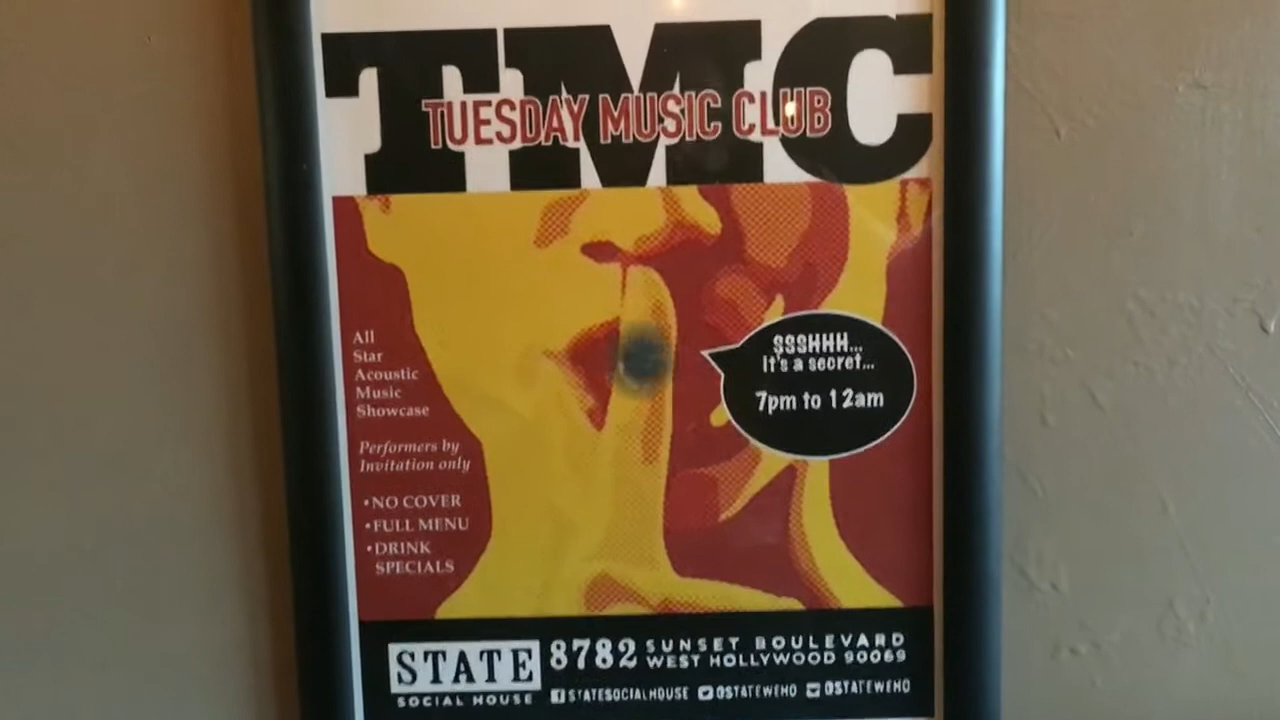 TMC
TUESDAY MUSIC CLUB
All
Star
Acoustic
Music
Showcase
Performers by
Invitation only
•NO COVER
•FULL MENU
•DRINK
SPECIALS
SSSHHH...
It's a secret...
7pm to 12am
STATE
SOCIAL HOUSE
8782 SUNSET BOULEVARD
WEST HOLLYWOOD 90069
STATESOCIALHOUSE @STATEWEHO @STATEWEHO